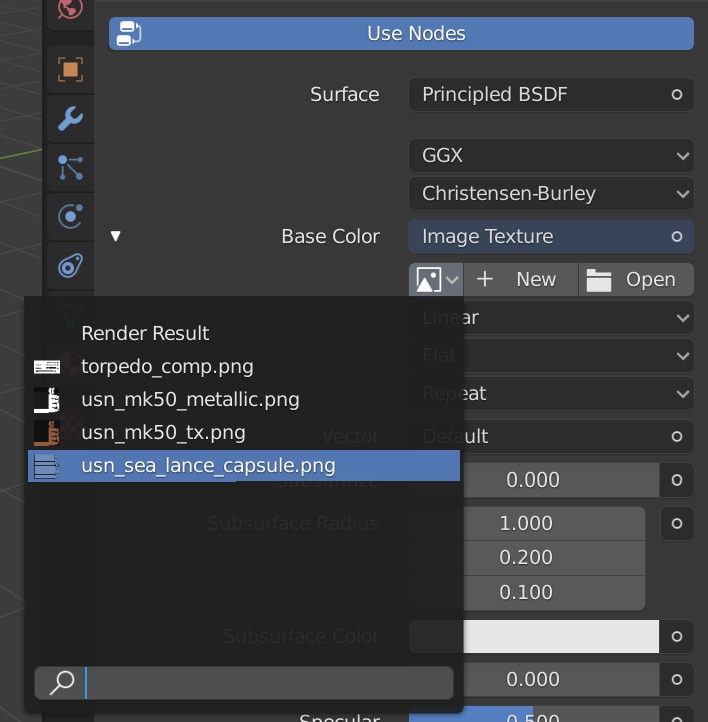 Use Nodes
Surface Principled BSDF
GGX
Christensen-Burley
Base Color Image Texture
+ New Open
Render Result Linear
torpedo_comp.png Flat
usn_mk50_metallic.png Repeat
usn_mk50_tx.png Vector Default
usn_sea_lance_capsule.png
Subsurface 0.000
Subsurface Radius 1.000
0.200
0.100
Subsurface Color
0.000
Specular 0.500